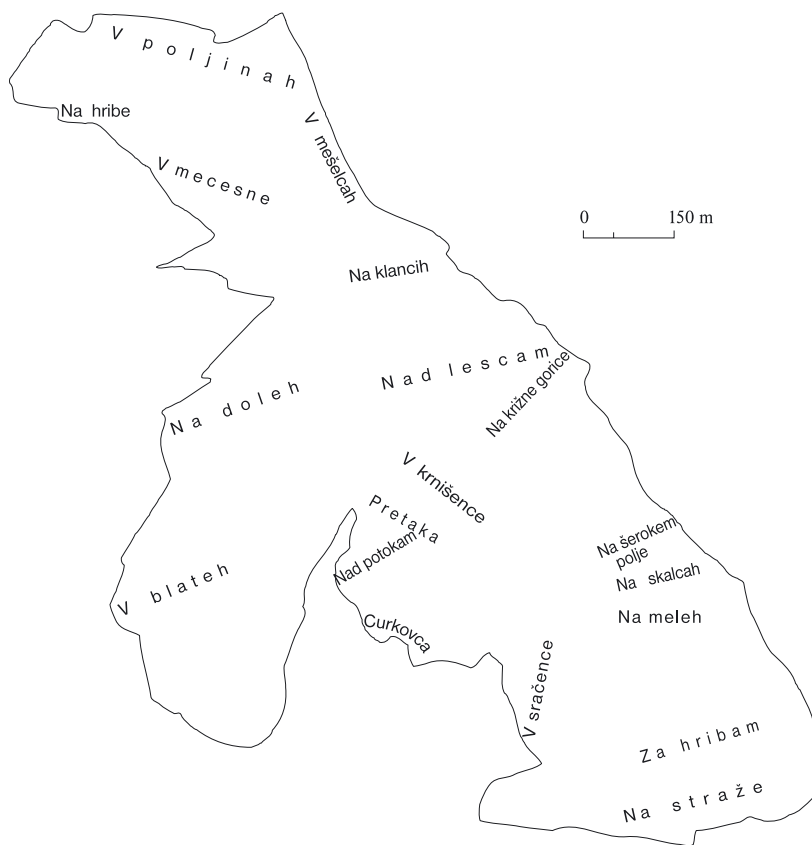 V poljinah
Na hribe
V mešelcah
V mecesne
0 150 m
Na klancih
Nad lescam
Na križne gorice
Na doleh
V krnišence
Pretaka
Nad potokam
Na šerokem
polje
Na skalcah
V blateh
Na meleh
Curkovca
V sračence
Za hribam
Na straže